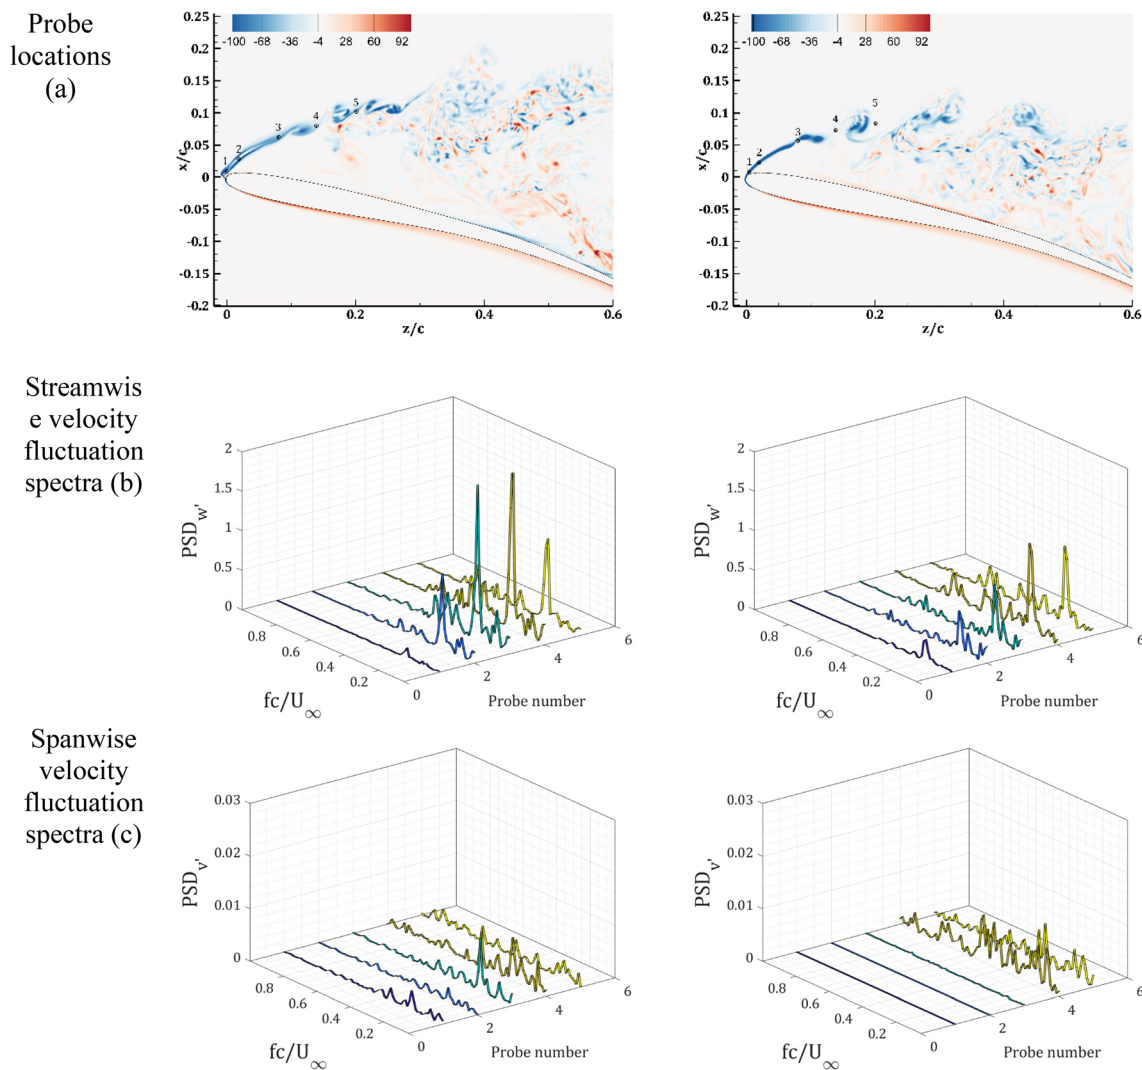 Probe
locations
(a)
0.25
0.2
0.15
0.1
0.05
0
-0.05
-0.1
-0.15
-0.2
x/c
-100 -68 -36 -4 28 60 92
1 2 3 4 5
0 0.2 0.4 0.6
z/c
0.25
0.2
0.15
0.1
0.05
0
-0.05
-0.1
-0.15
-0.2
x/c
-100 -68 -36 -4 28 60 92
1 2 3 4 5
0 0.2 0.4 0.6
z/c
Streamwis
e velocity
fluctuation
spectra (b)
2
1.5
1
0.5
0
PSD_w'
0.8 0.6 0.4 0.2
fc/U_∞
0 2 4 6
Probe number
2
1.5
1
0.5
0
PSD_w'
0.8 0.6 0.4 0.2
fc/U_∞
0 2 4 6
Probe number
Spanwise
velocity
fluctuation
spectra (c)
0.03
0.02
0.01
0
PSD_v'
0.8 0.6 0.4 0.2
fc/U_∞
0 2 4 6
Probe number
0.03
0.02
0.01
0
PSD_v'
0.8 0.6 0.4 0.2
fc/U_∞
0 2 4 6
Probe number